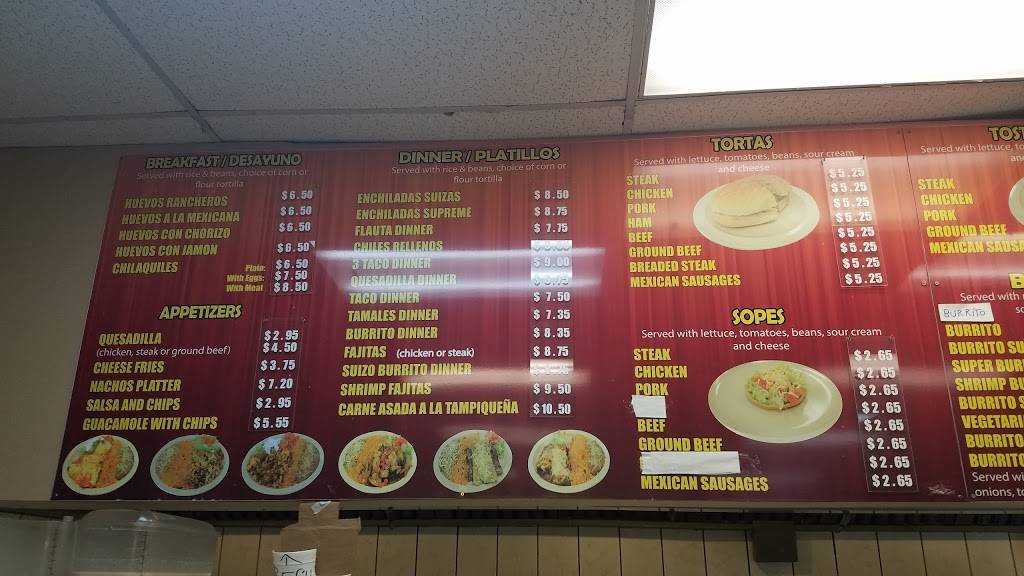 BREAKFAST / DESAYUNO
Served with rice & beans, choice of corn or
flour tortilla
HUEVOS RANCHEROS $6.50
HUEVOS A LA MEXICANA $6.50
HUEVOS CON CHORIZO $6.50
HUEVOS CON JAMON $6.50
CHILAQUILES Plain: $6.50
With Eggs: $7.50
With Meat $8.50
APPETIZERS
QUESADILLA $2.95
(chicken, steak or ground beef) $4.50
CHEESE FRIES $3.75
NACHOS PLATTER $7.20
SALSA AND CHIPS $2.95
GUACAMOLE WITH CHIPS $5.55
DINNER / PLATILLOS
Served with rice & beans, choice of corn or
flour tortilla
ENCHILADAS SUIZAS $8.50
ENCHILADAS SUPREME $8.75
FLAUTA DINNER $7.75
CHILES RELLENOS
3 TACO DINNER $9.00
QUESADILLA DINNER
TACO DINNER $7.50
TAMALES DINNER $7.35
BURRITO DINNER $8.35
FAJITAS (chicken or steak) $8.75
SUIZO BURRITO DINNER
SHRIMP FAJITAS $9.50
CARNE ASADA A LA TAMPIQUEÑA $10.50
TORTAS
Served with lettuce, tomatoes, beans, sour cream
and cheese
STEAK $5.25
CHICKEN $5.25
PORK $5.25
HAM $5.25
BEEF $5.25
GROUND BEEF $5.25
BREADED STEAK $5.25
MEXICAN SAUSAGES $5.25
SOPES
Served with lettuce, tomatoes, beans, sour cream
and cheese
STEAK $2.65
CHICKEN $2.65
PORK $2.65
$2.65
BEEF $2.65
GROUND BEEF $2.65
$2.65
MEXICAN SAUSAGES $2.65
TOS
Served with lettuce, to
an
STEAK
CHICKEN
PORK
GROUND BEEF
MEXICAN SAUSA
B
Served with
so
BURRITO
BURRITO
BURRITO SU
SUPER BUR
SHRIMP BU
BURRITO S
VEGETARI
BURRITO
BURRITO
Served wi
onions, to